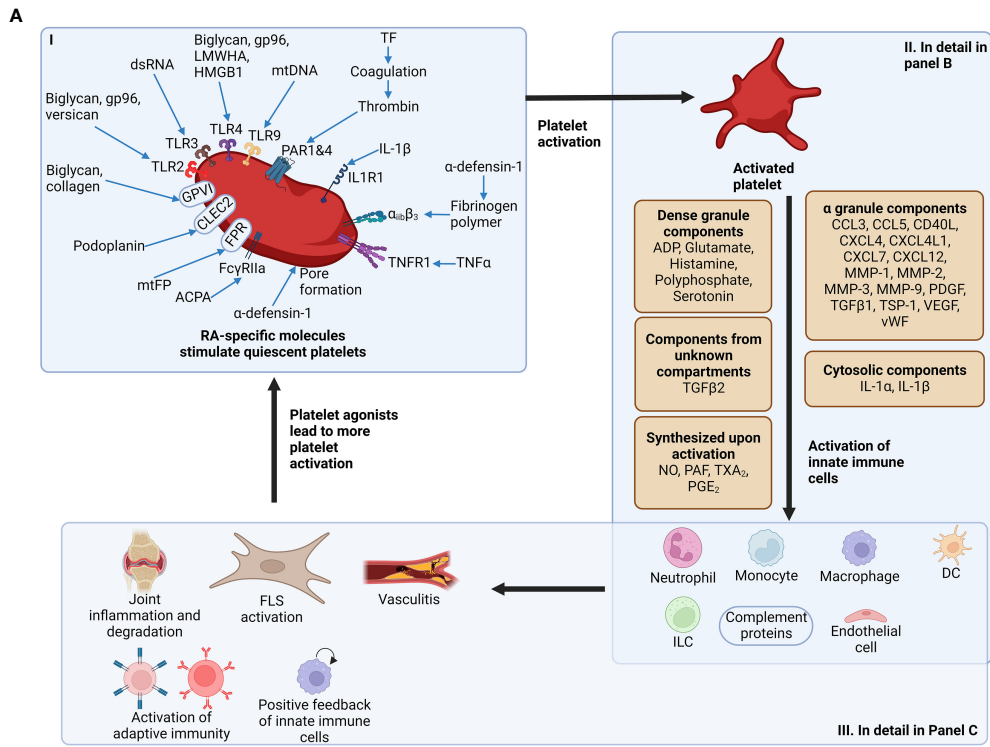 A
I
Biglycan, gp96,
LMWHA,
HMGB1
TF
dsRNA
mtDNA
Coagulation
Biglycan, gp96,
versican
Thrombin
TLR4
TLR9
TLR3
PAR1&4
TLR2
IL-1β
IL1R1
α-defensin-1
Biglycan,
collagen
GPVI
CLEC2
FPR
αiibβ3
Fibrinogen
polymer
Podoplanin
TNFR1
TNFα
mtFP
FcγRIIa
Pore
formation
ACPA
α-defensin-1
RA-specific molecules
stimulate quiescent platelets
Platelet
activation
II. In detail in
panel B
Activated
platelet
Dense granule
components
ADP, Glutamate,
Histamine,
Polyphosphate,
Serotonin
α granule components
CCL3, CCL5, CD40L,
CXCL4, CXCL4L1,
CXCL7, CXCL12,
MMP-1, MMP-2,
MMP-3, MMP-9, PDGF,
TGFβ1, TSP-1, VEGF,
vWF
Components from
unknown
compartments
TGFβ2
Cytosolic components
IL-1α, IL-1β
Synthesized upon
activation
NO, PAF, TXA₂,
PGE₂
Activation of
innate immune
cells
Platelet agonists
lead to more
platelet
activation
Neutrophil
Monocyte
Macrophage
DC
ILC
Complement
proteins
Endothelial
cell
Joint
inflammation and
degradation
FLS
activation
Vasculitis
Activation of
adaptive immunity
Positive feedback
of innate immune
cells
III. In detail in Panel C